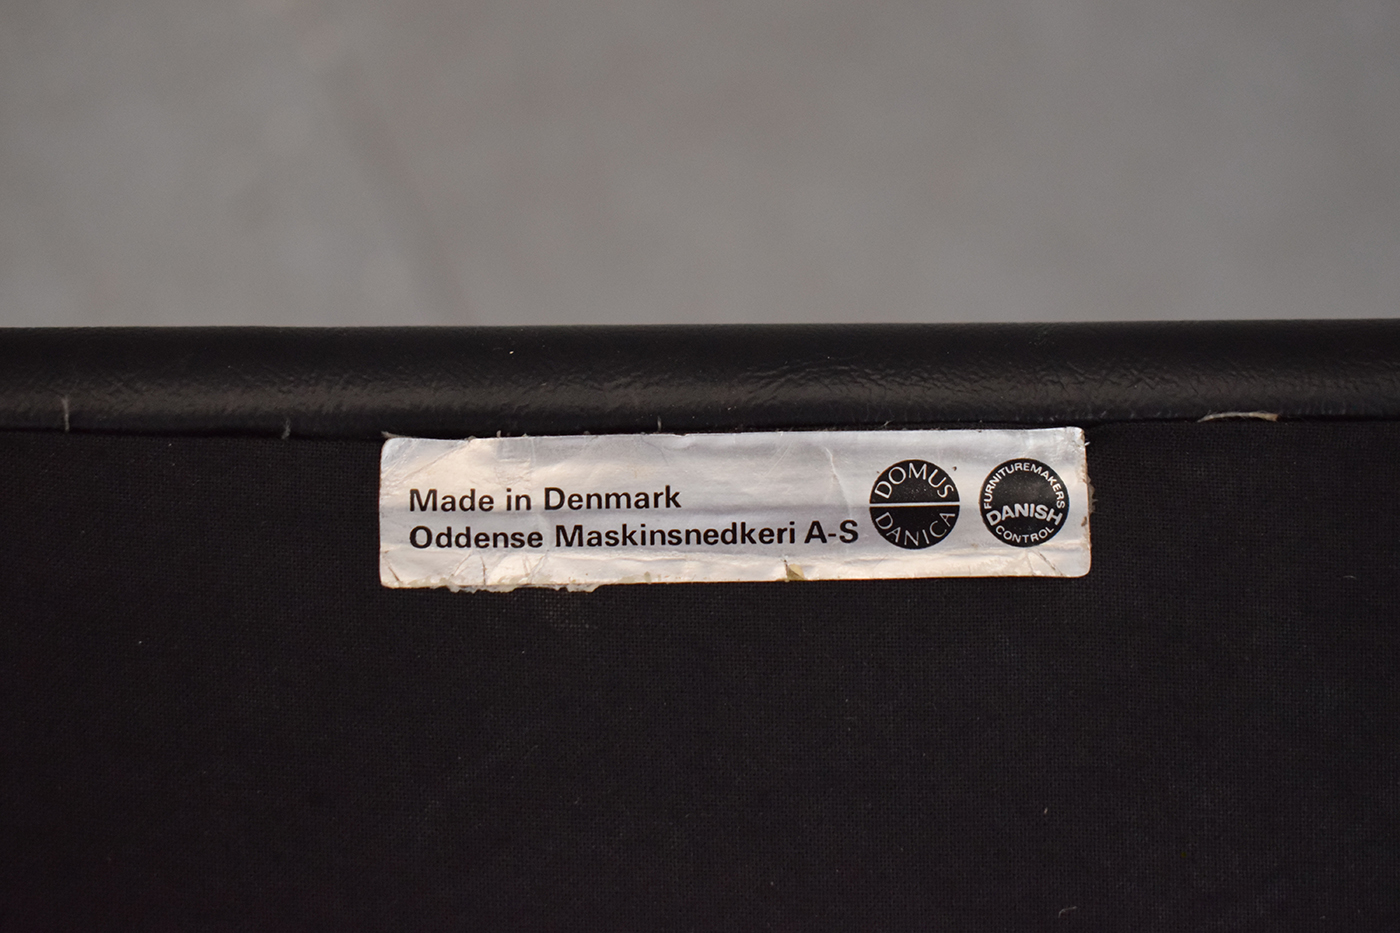 Made in Denmark
Oddense Maskinsnedkeri A-S
DOMUS
DANICA
FURNITUREMAKERS
DANISH
CONTROL